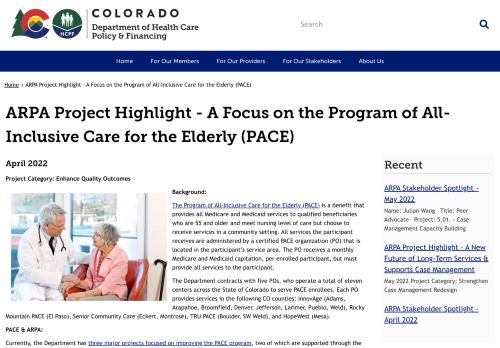 COLORADO
Department of Health Care
Policy & Financing
HCPF
Search
Home
For Our Members
For Our Providers
For Our Stakeholders
About Us
Home › ARPA Project Highlight - A Focus on the Program of All-Inclusive Care for the Elderly (PACE)
ARPA Project Highlight - A Focus on the Program of All-
Inclusive Care for the Elderly (PACE)
April 2022
Project Category: Enhance Quality Outcomes
Background:
The Program of All-Inclusive Care for the Elderly (PACE) is a benefit that
provides all Medicare and Medicaid services to qualified beneficiaries
who are 55 and older and meet nursing level of care but choose to
receive services in a community setting. All services the participant
receives are administered by a certified PACE organization (PO) that is
located in the participant's service area. The PO receives a monthly
Medicare and Medicaid capitation, per enrolled participant, but must
provide all services to the participant.
The Department contracts with five POs, who operate a total of eleven
centers across the State of Colorado to serve PACE enrollees. Each PO
provides services in the following CO counties: InnovAge (Adams,
Arapahoe, Broomfield, Denver, Jefferson, Larimer, Pueblo, Weld), Rocky
Mountain PACE (El Paso), Senior Community Care (Eckert, Montrose), TRU PACE (Boulder, SW Weld), and HopeWest (Mesa).
PACE & ARPA:
Currently, the Department has three major projects focused on improving the PACE program, two of which are supported through the
Recent
ARPA Stakeholder Spotlight -
May 2022
Name: Julian Wang Title: Peer
Advocate Project: 5.01. -
Case Management Capacity Building
ARPA Project Highlight - A New
Future of Long-Term Services &
Supports Case Management
May 2022 Project Category: Strengthen
Case Management Redesign
ARPA Stakeholder Spotlight -
April 2022